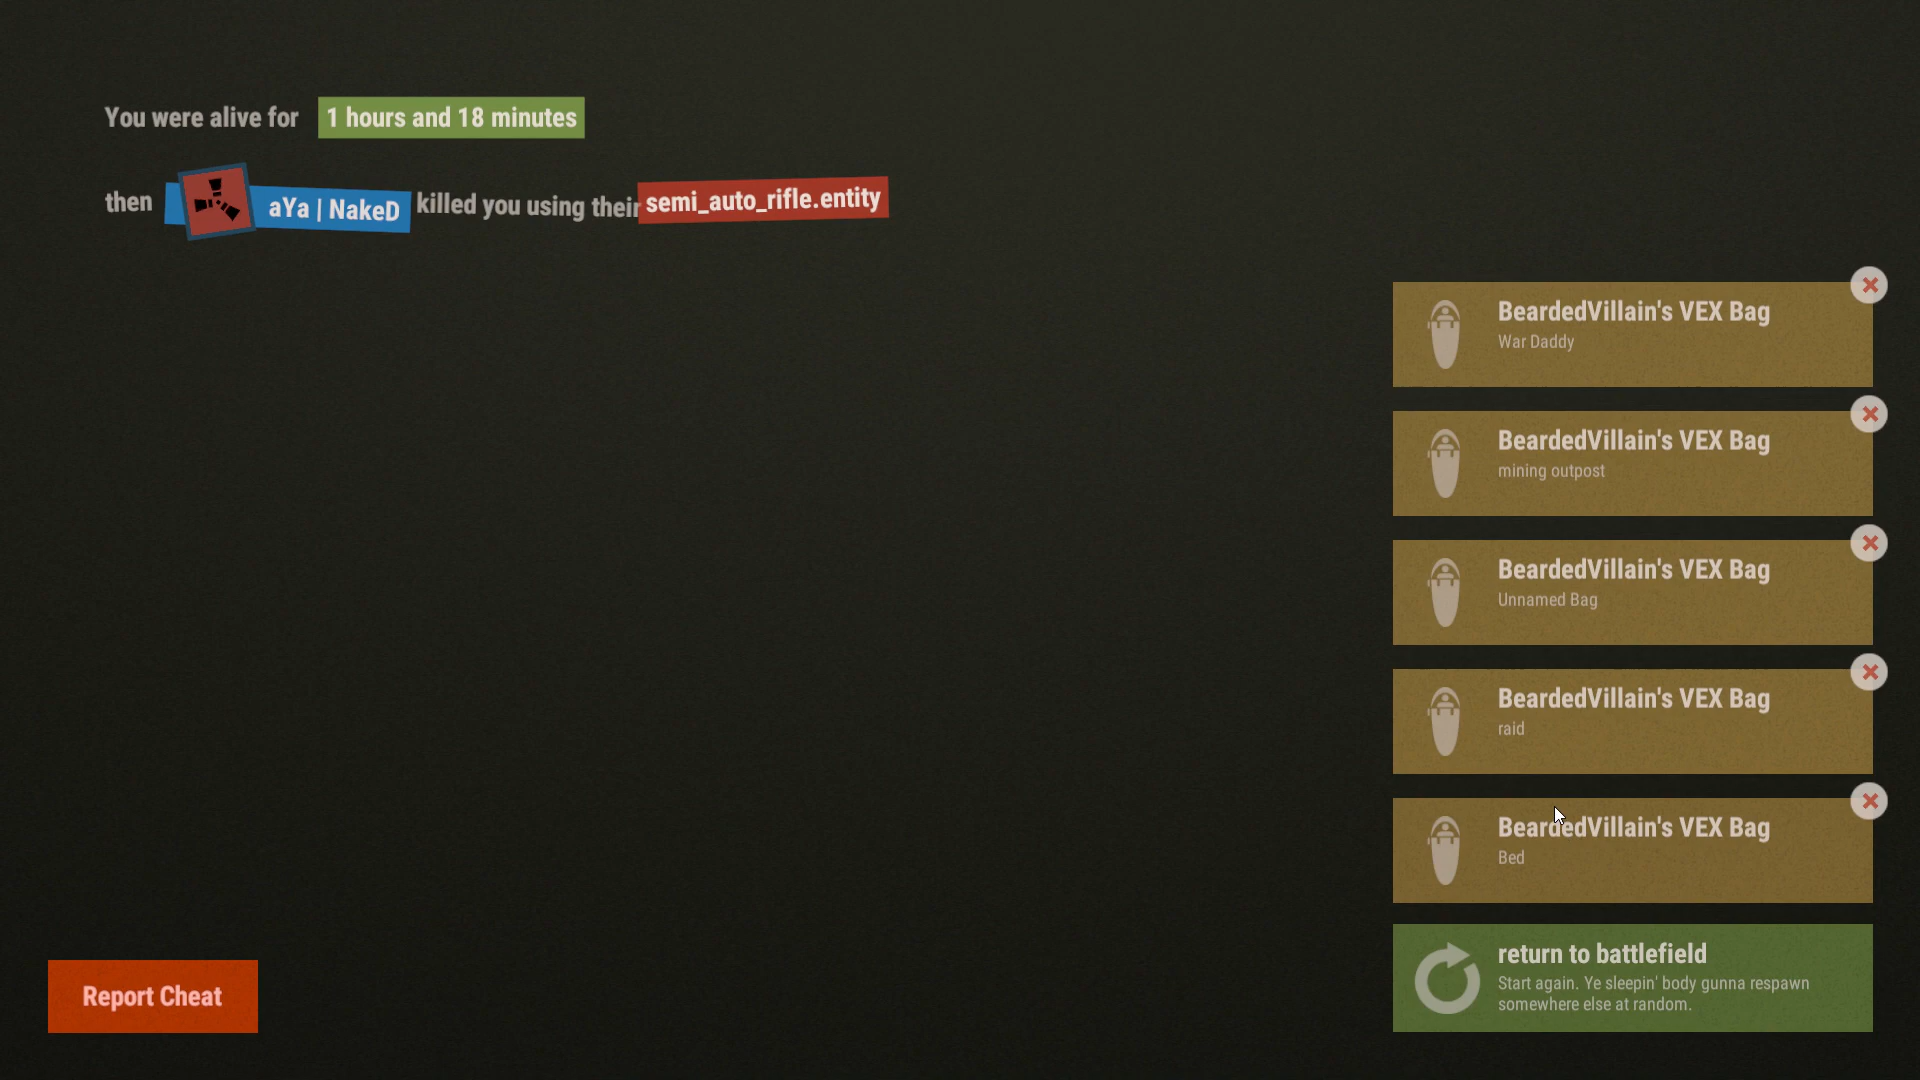 You were alive for 1 hours and 18 minutes
then aYa | NakeD killed you using their semi_auto_rifle.entity
BeardedVillain's VEX Bag
War Daddy
BeardedVillain's VEX Bag
mining outpost
BeardedVillain's VEX Bag
Unnamed Bag
BeardedVillain's VEX Bag
raid
BeardedVillain's VEX Bag
Bed
return to battlefield
Start again. Ye sleepin' body gunna respawn
somewhere else at random.
Report Cheat